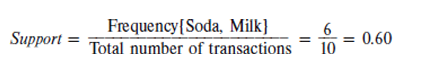 Support = Frequency[Soda, Milk] / Total number of transactions = 6 / 10 = 0.60